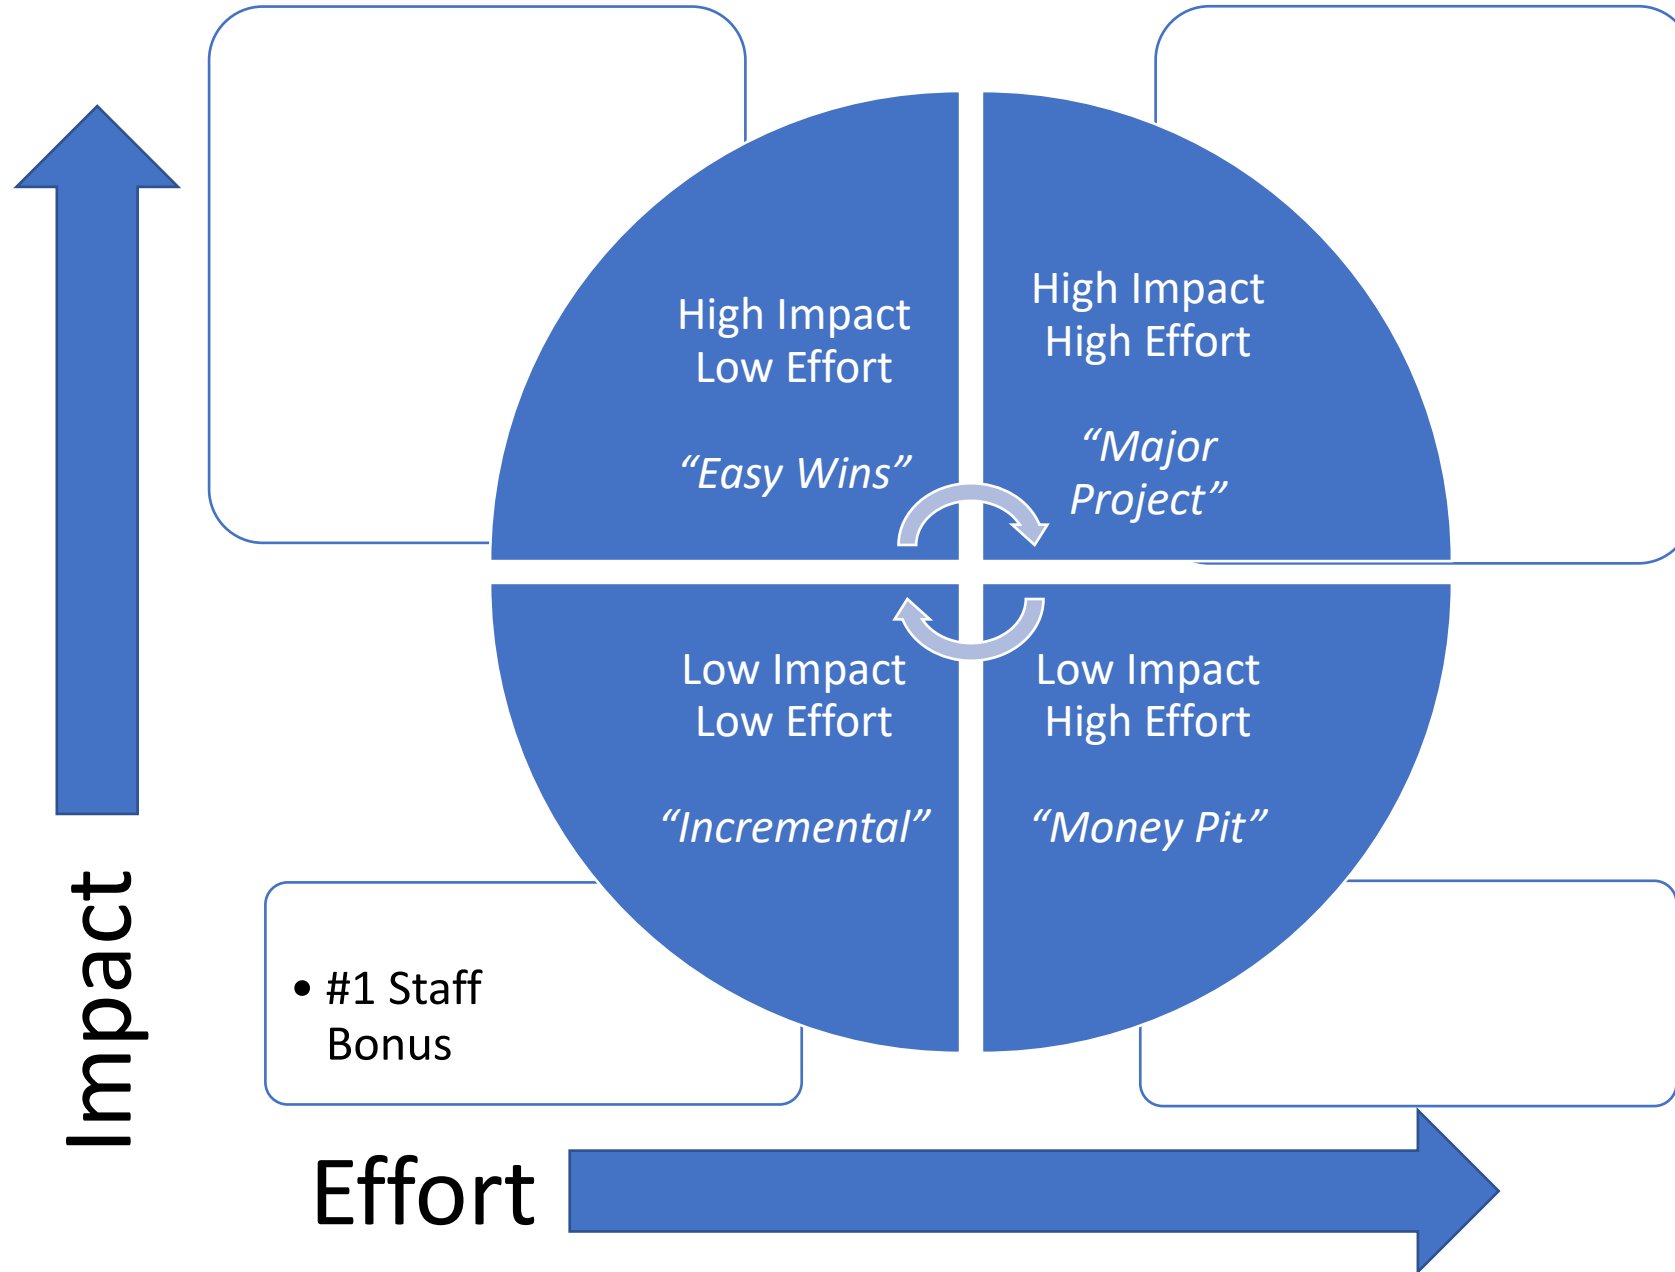 High Impact
Low Effort
“Easy Wins”
High Impact
High Effort
“Major
Project”
Low Impact
Low Effort
“Incremental”
Low Impact
High Effort
“Money Pit”
• #1 Staff
Bonus
Impact
Effort